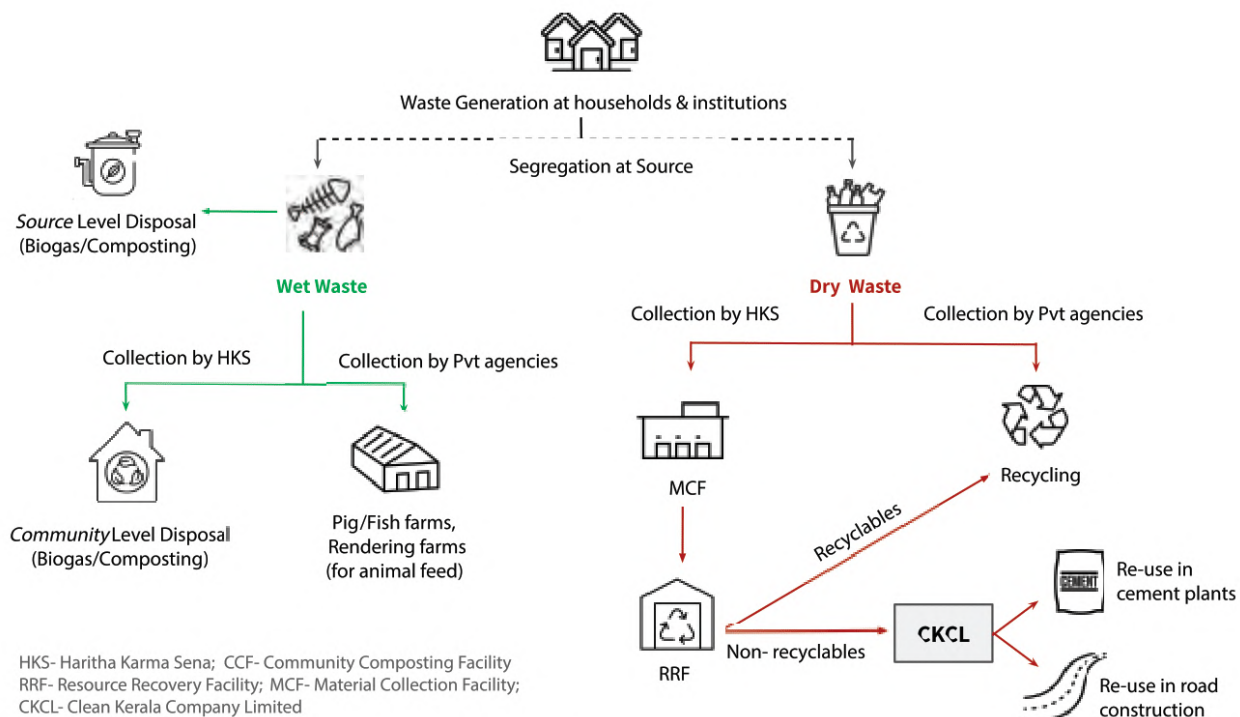 Waste Generation at households & institutions
Segregation at Source
Source Level Disposal
(Biogas/Composting)
Wet Waste
Dry Waste
Collection by HKS
Collection by Pvt agencies
Collection by HKS
Collection by Pvt agencies
Community Level Disposal
(Biogas/Composting)
Pig/Fish farms,
Rendering farms
(for animal feed)
MCF
Recycling
Recyclables
RRF
Non- recyclables
CKCL
CEMENT
Re-use in
cement plants
Re-use in road
construction
HKS- Haritha Karma Sena; CCF- Community Composting Facility
RRF- Resource Recovery Facility; MCF- Material Collection Facility;
CKCL- Clean Kerala Company Limited